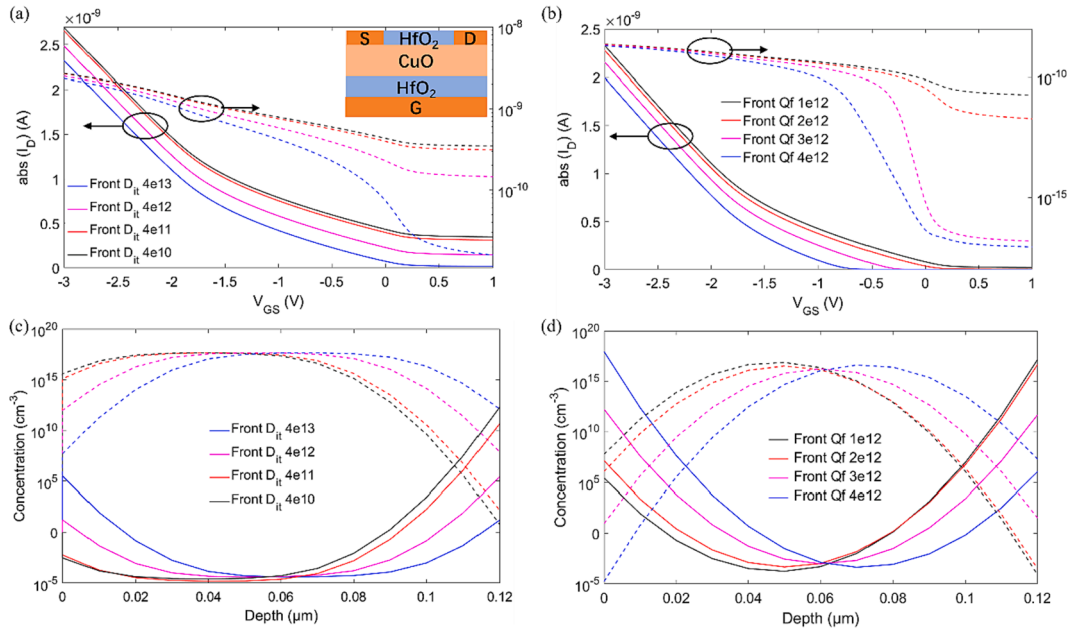 (a)
×10⁻⁹
10⁻⁸
2.5
2
1.5
1
0.5
0
abs (I_D) (A)
S HfO₂ D
CuO
HfO₂
G
10⁻⁹
10⁻¹⁰
Front D_it 4e13
Front D_it 4e12
Front D_it 4e11
Front D_it 4e10
-3 -2.5 -2 -1.5 -1 -0.5 0 0.5 1
V_GS (V)
(b)
×10⁻⁹
2.5
2
1.5
1
0.5
0
abs (I_D) (A)
10⁻¹⁰
10⁻¹⁵
Front Qf 1e12
Front Qf 2e12
Front Qf 3e12
Front Qf 4e12
-3 -2.5 -2 -1.5 -1 -0.5 0 0.5 1
V_GS (V)
(c)
10²⁰
10¹⁵
10¹⁰
10⁵
0
10⁻⁵
Concentration (cm⁻³)
Front D_it 4e13
Front D_it 4e12
Front D_it 4e11
Front D_it 4e10
0 0.02 0.04 0.06 0.08 0.1 0.12
Depth (μm)
(d)
10²⁰
10¹⁵
10¹⁰
10⁵
0
10⁻⁵
Concentration (cm⁻³)
Front Qf 1e12
Front Qf 2e12
Front Qf 3e12
Front Qf 4e12
0 0.02 0.04 0.06 0.08 0.1 0.12
Depth (μm)